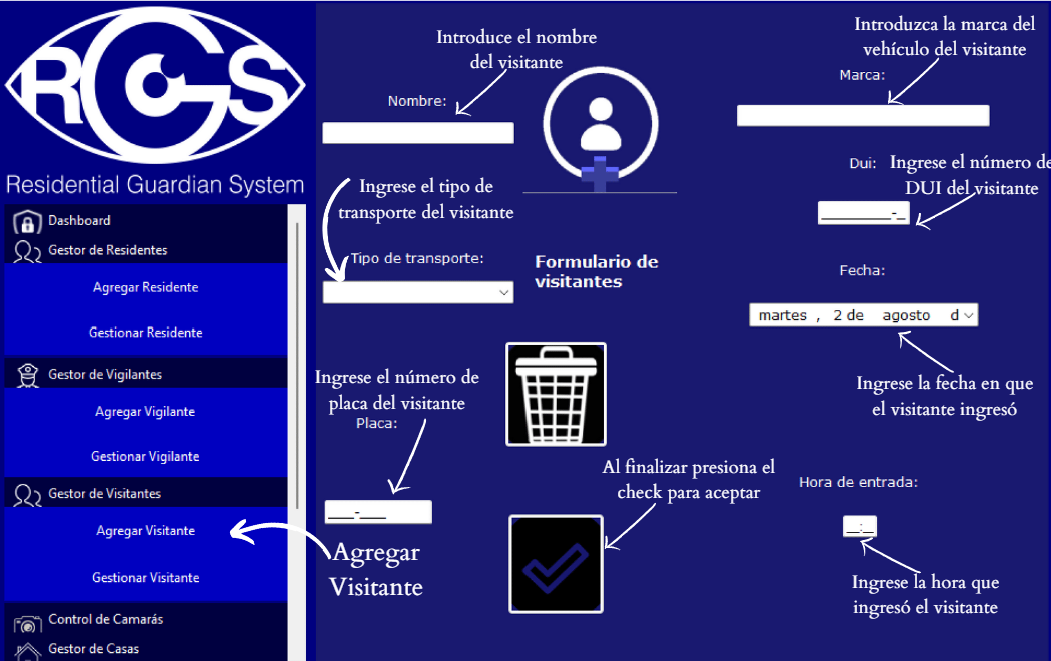 RGS
Residential Guardian System
Dashboard
Gestor de Residentes
Agregar Residente
Gestionar Residente
Gestor de Vigilantes
Agregar Vigilante
Gestionar Vigilante
Gestor de Visitantes
Agregar Visitante
Gestionar Visitante
Control de Camarás
Gestor de Casas
Introduce el nombre
del visitante
Nombre:
Ingrese el tipo de
transporte del visitante
Tipo de transporte:
Ingrese el número de
placa del visitante
Placa:
___-___
Agregar
Visitante
Formulario de
visitantes
Al finalizar presiona el
check para aceptar
Introduzca la marca del
vehículo del visitante
Marca:
Dui:
Ingrese el número de
DUI del visitante
________-_
Fecha:
martes , 2 de agosto d
Ingrese la fecha en que
el visitante ingresó
Hora de entrada:
__:__
Ingrese la hora que
ingresó el visitante